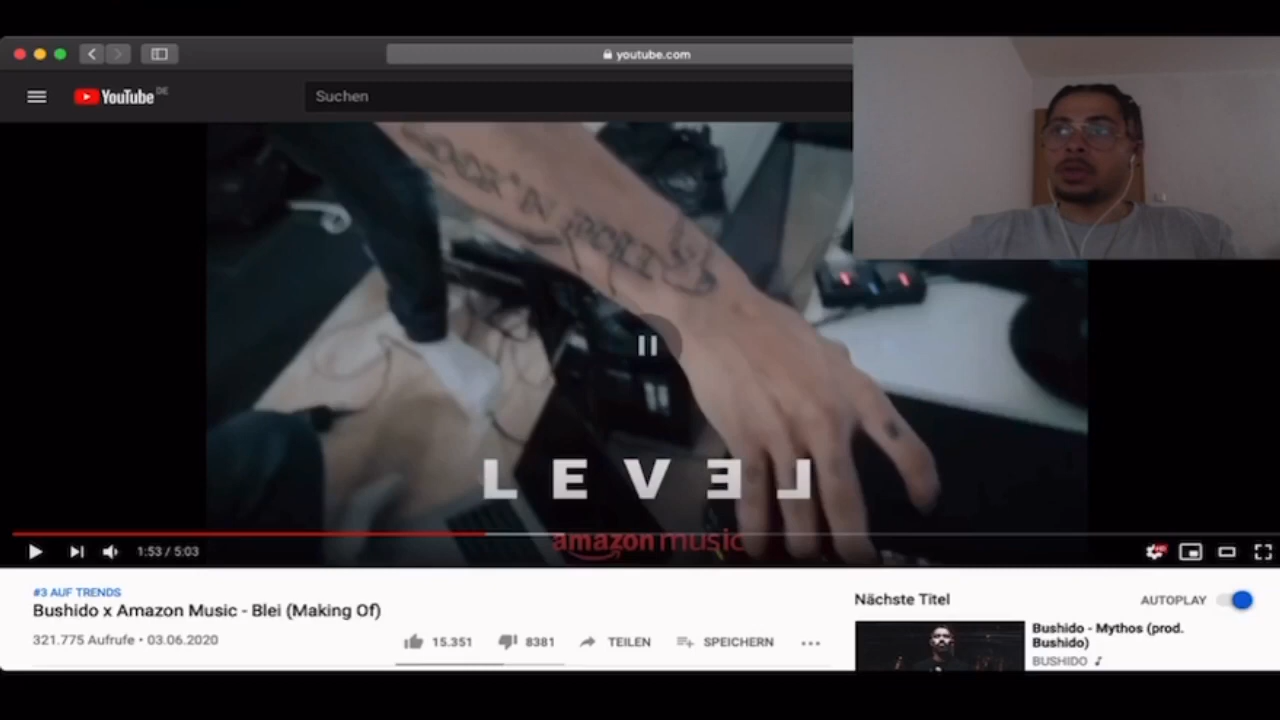 youtube.com
YouTube DE
Suchen
LEVEL
amazon music
1:53 / 5:03
#3 AUF TRENDS
Bushido x Amazon Music - Blei (Making Of)
321.775 Aufrufe • 03.06.2020
15.351
8381
TEILEN
SPEICHERN
Nächste Titel
AUTOPLAY
Bushido - Mythos (prod.
Bushido)
BUSHIDO